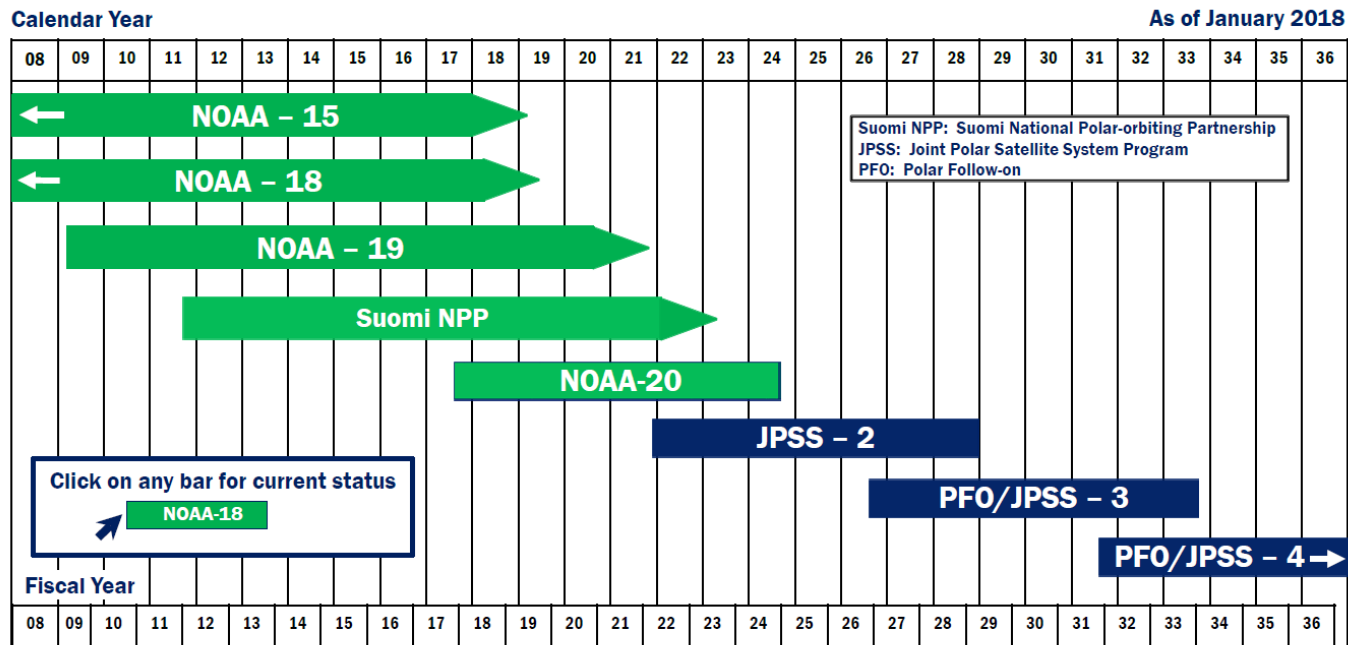 Calendar Year
As of January 2018
08 09 10 11 12 13 14 15 16 17 18 19 20 21 22 23 24 25 26 27 28 29 30 31 32 33 34 35 36
NOAA – 15
Suomi NPP: Suomi National Polar-orbiting Partnership
JPSS: Joint Polar Satellite System Program
PFO: Polar Follow-on
NOAA – 18
NOAA – 19
Suomi NPP
NOAA-20
JPSS – 2
Click on any bar for current status
NOAA-18
PFO/JPSS – 3
PFO/JPSS – 4
Fiscal Year
08 09 10 11 12 13 14 15 16 17 18 19 20 21 22 23 24 25 26 27 28 29 30 31 32 33 34 35 36